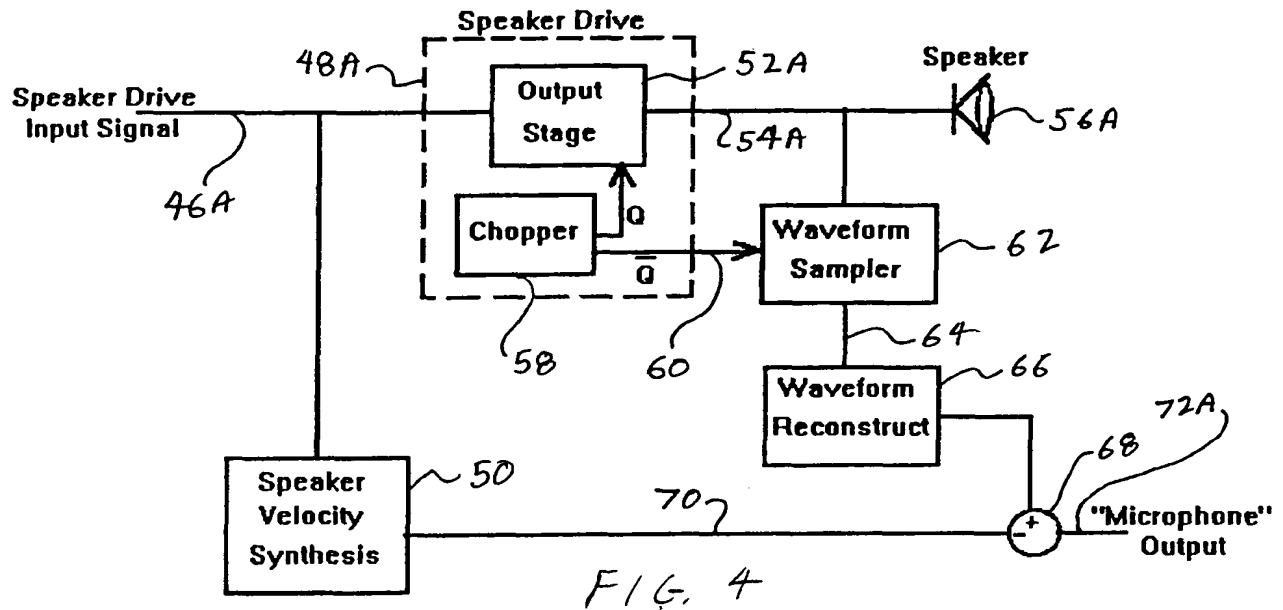 Speaker Drive
48A
52A
Output
Stage
Speaker
Speaker Drive
Input Signal
46A
54A
56A
Q
Chopper
Q̅
Waveform
Sampler
62
58
60
64
66
Waveform
Reconstruct
72A
68
Speaker
Velocity
Synthesis
50
70
+
-
"Microphone"
Output
FIG. 4